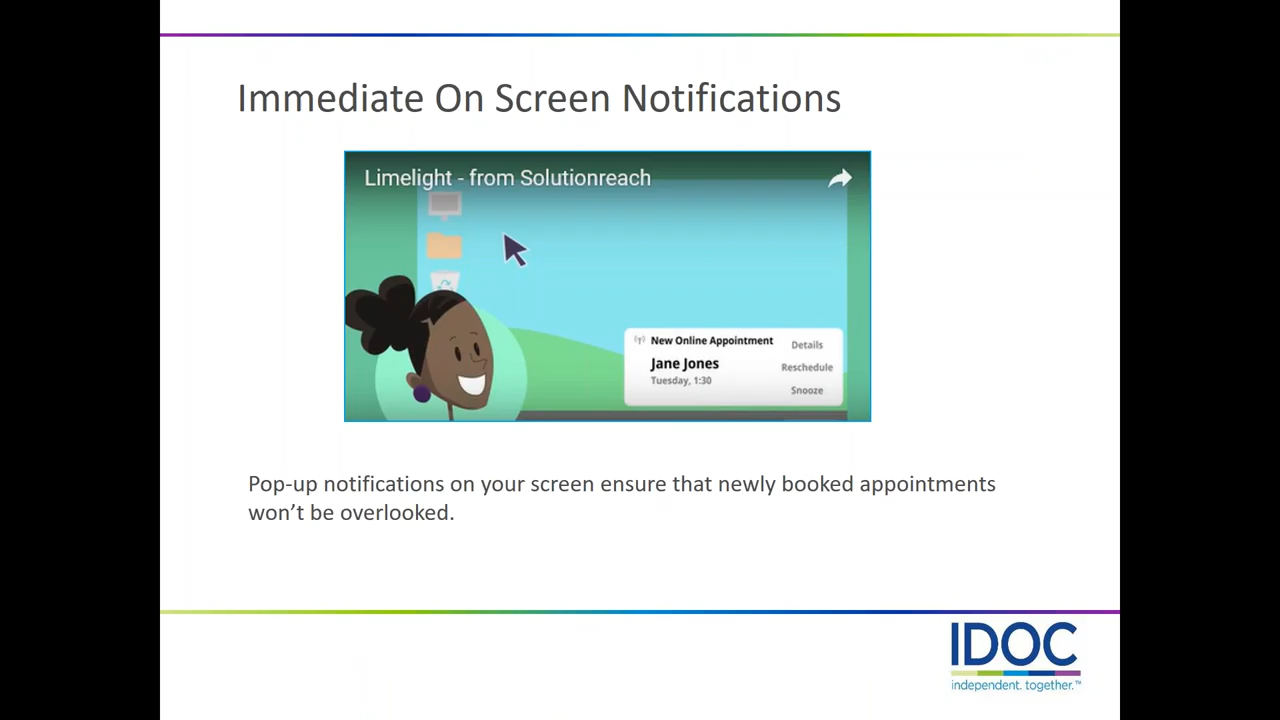 Immediate On Screen Notifications
Limelight - from Solutionreach
New Online Appointment
Jane Jones
Tuesday, 1:30
Details
Reschedule
Snooze
Pop-up notifications on your screen ensure that newly booked appointments
won’t be overlooked.
IDOC
independent. together.™